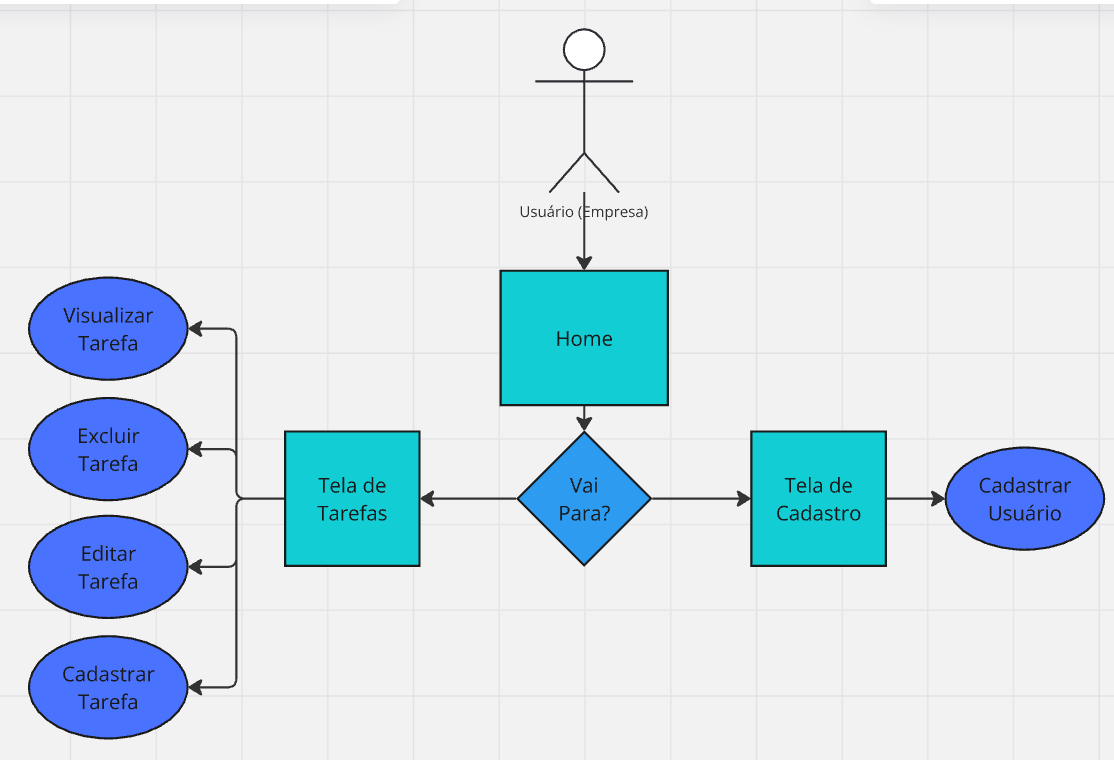 Usuário (Empresa)
Home
Vai
Para?
Tela de
Tarefas
Visualizar
Tarefa
Excluir
Tarefa
Editar
Tarefa
Cadastrar
Tarefa
Tela de
Cadastro
Cadastrar
Usuário